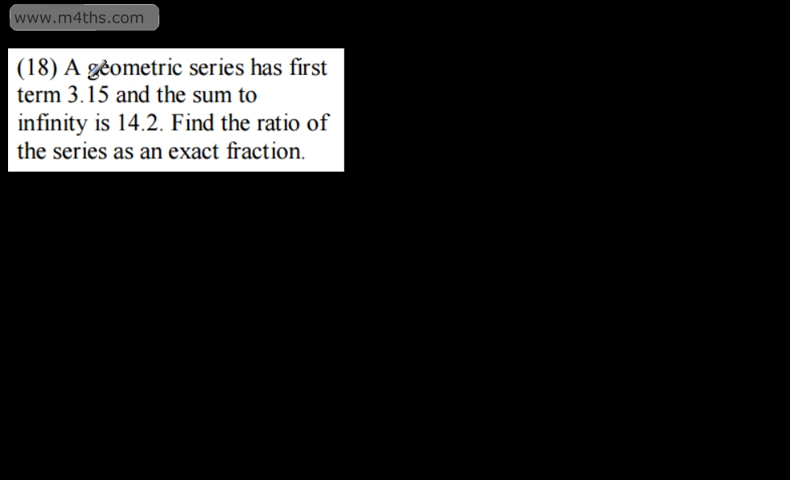 www.m4ths.com
(18) A geometric series has first
term 3.15 and the sum to
infinity is 14.2. Find the ratio of
the series as an exact fraction.